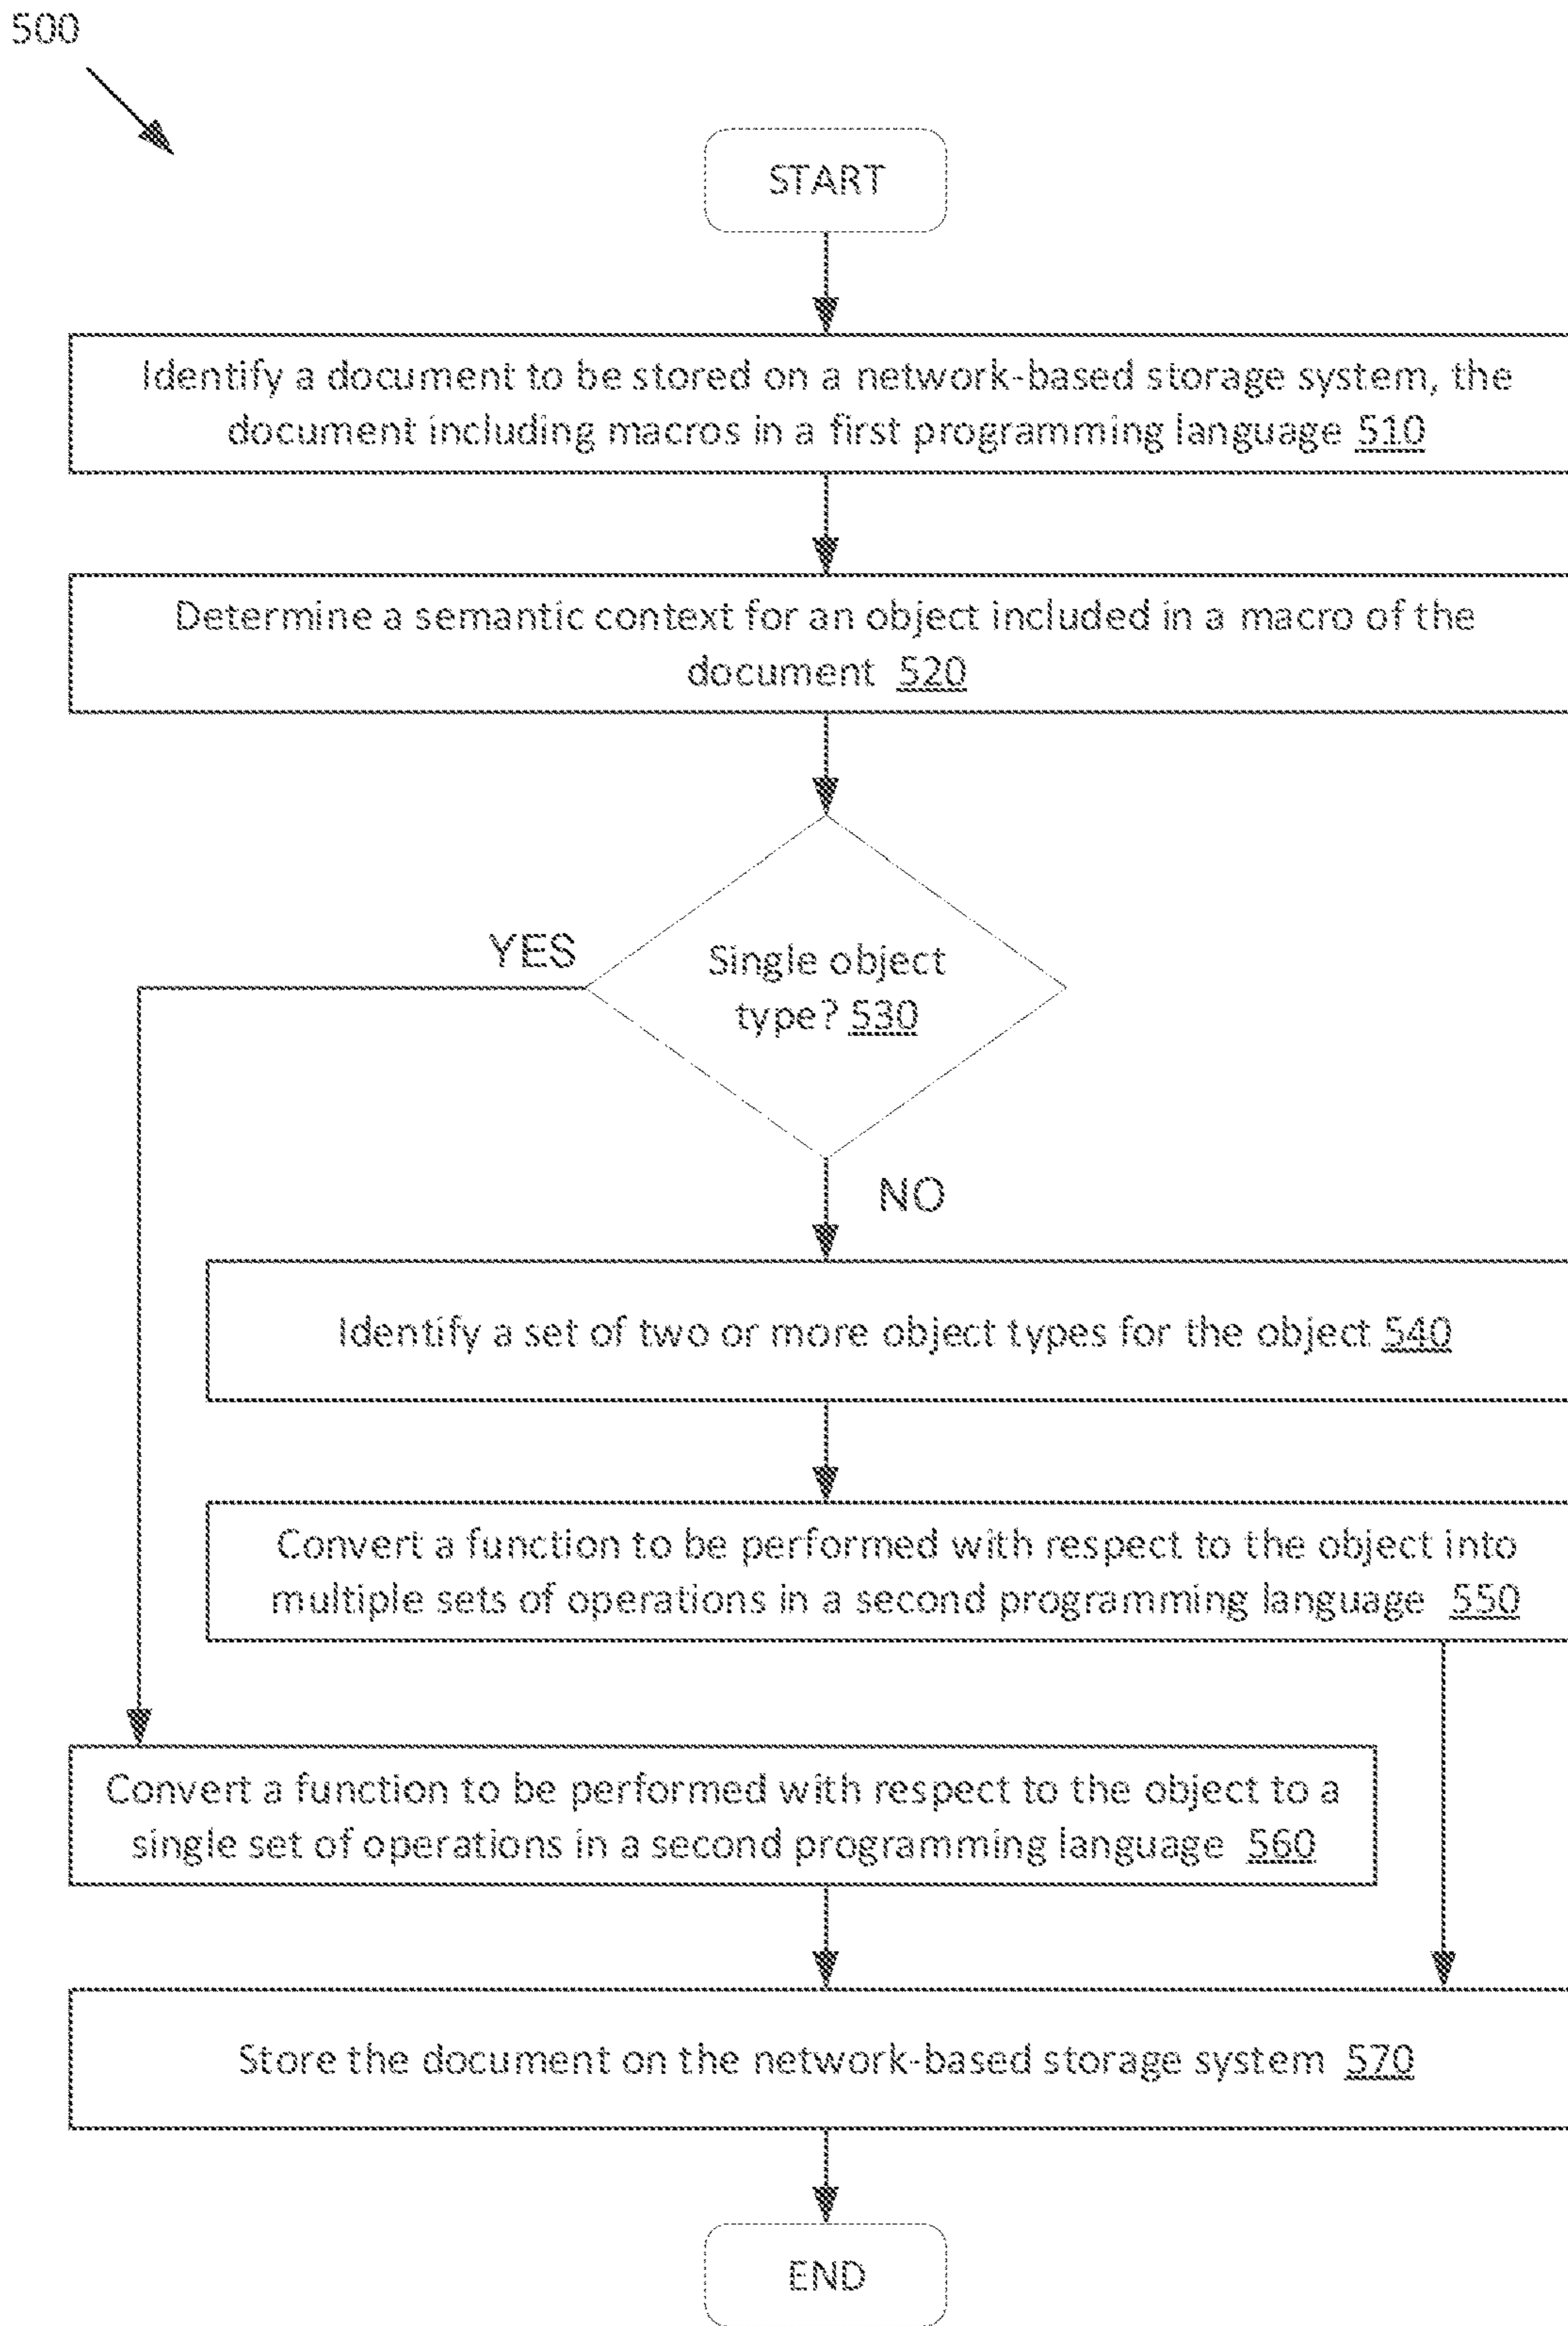 500
START
Identify a document to be stored on a network-based storage system, the
document including macros in a first programming language 510
Determine a semantic context for an object included in a macro of the
document 520
YES
Single object
type? 530
NO
Identify a set of two or more object types for the object 540
Convert a function to be performed with respect to the object into
multiple sets of operations in a second programming language 550
Convert a function to be performed with respect to the object to a
single set of operations in a second programming language 560
Store the document on the network-based storage system 570
END